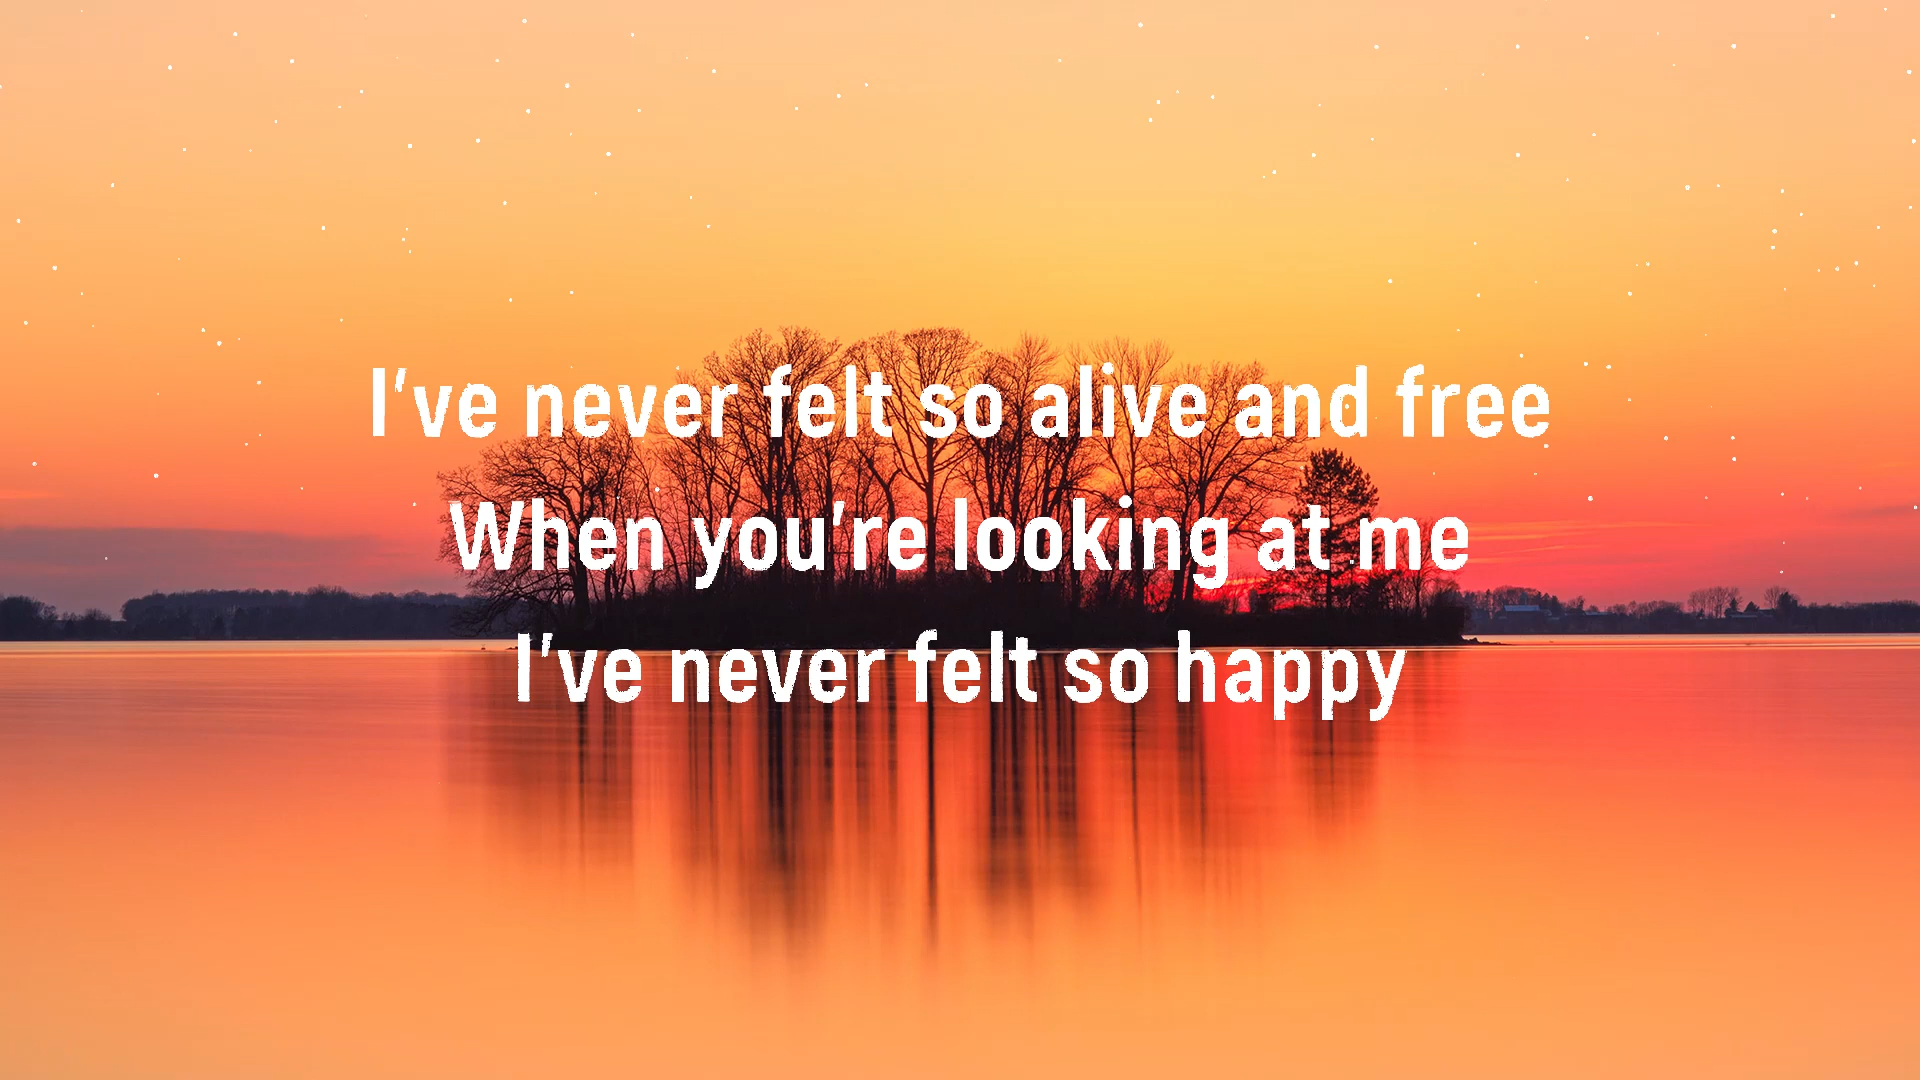 I've never felt so alive and free
When you're looking at me
I've never felt so happy